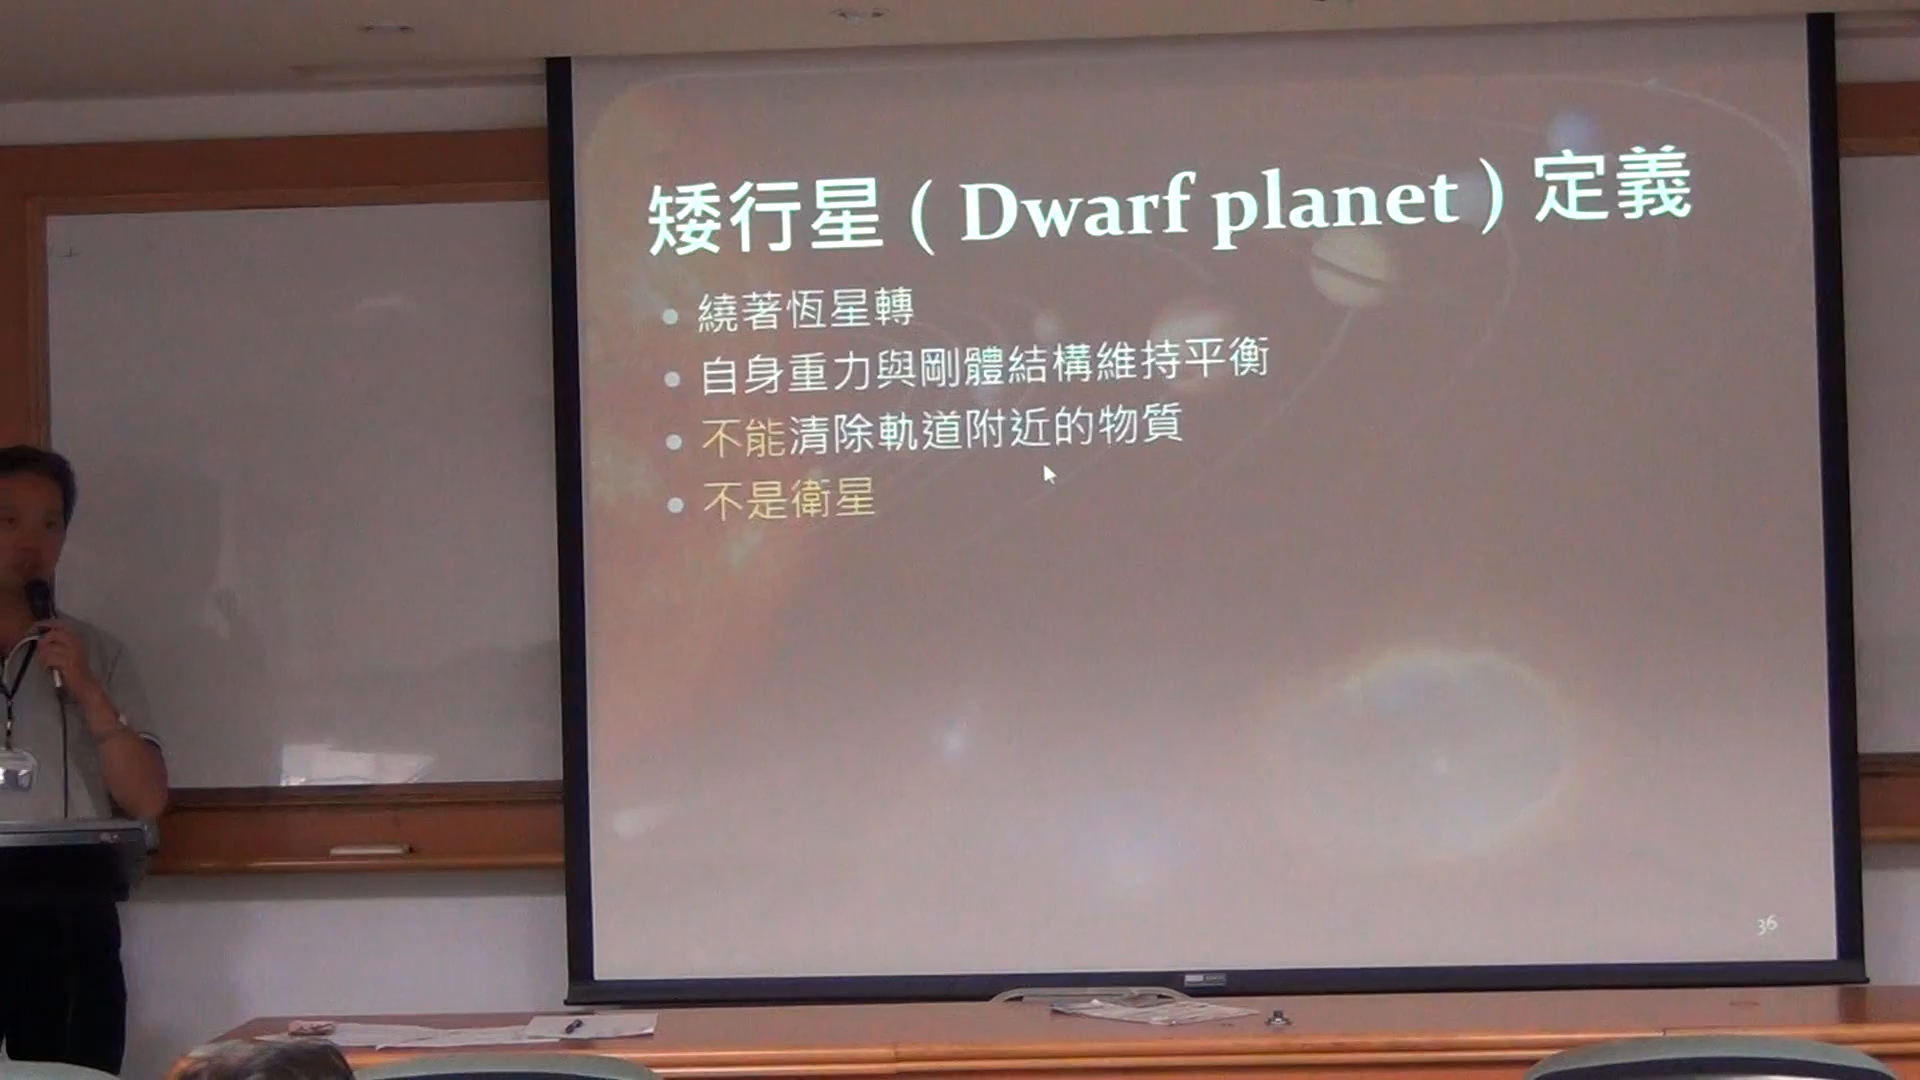 矮行星 ( Dwarf planet ) 定義
• 繞著恆星轉
• 自身重力與剛體結構維持平衡
• 不能清除軌道附近的物質
• 不是衛星
36